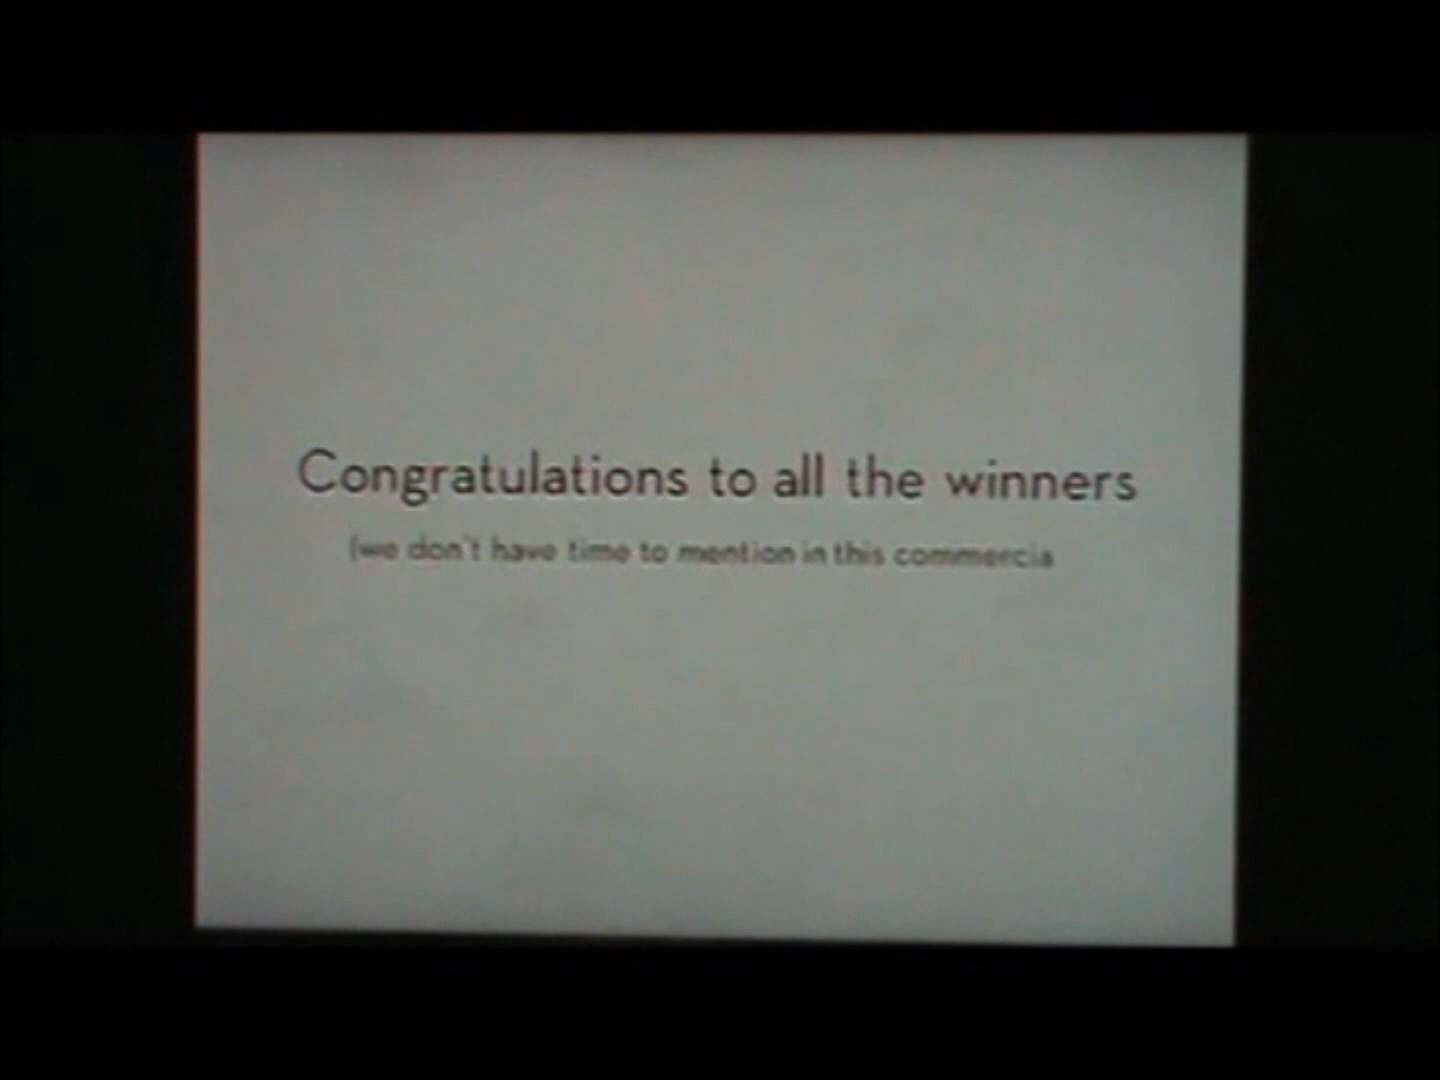 Congratulations to all the winners
(we don't have time to mention in this commercia